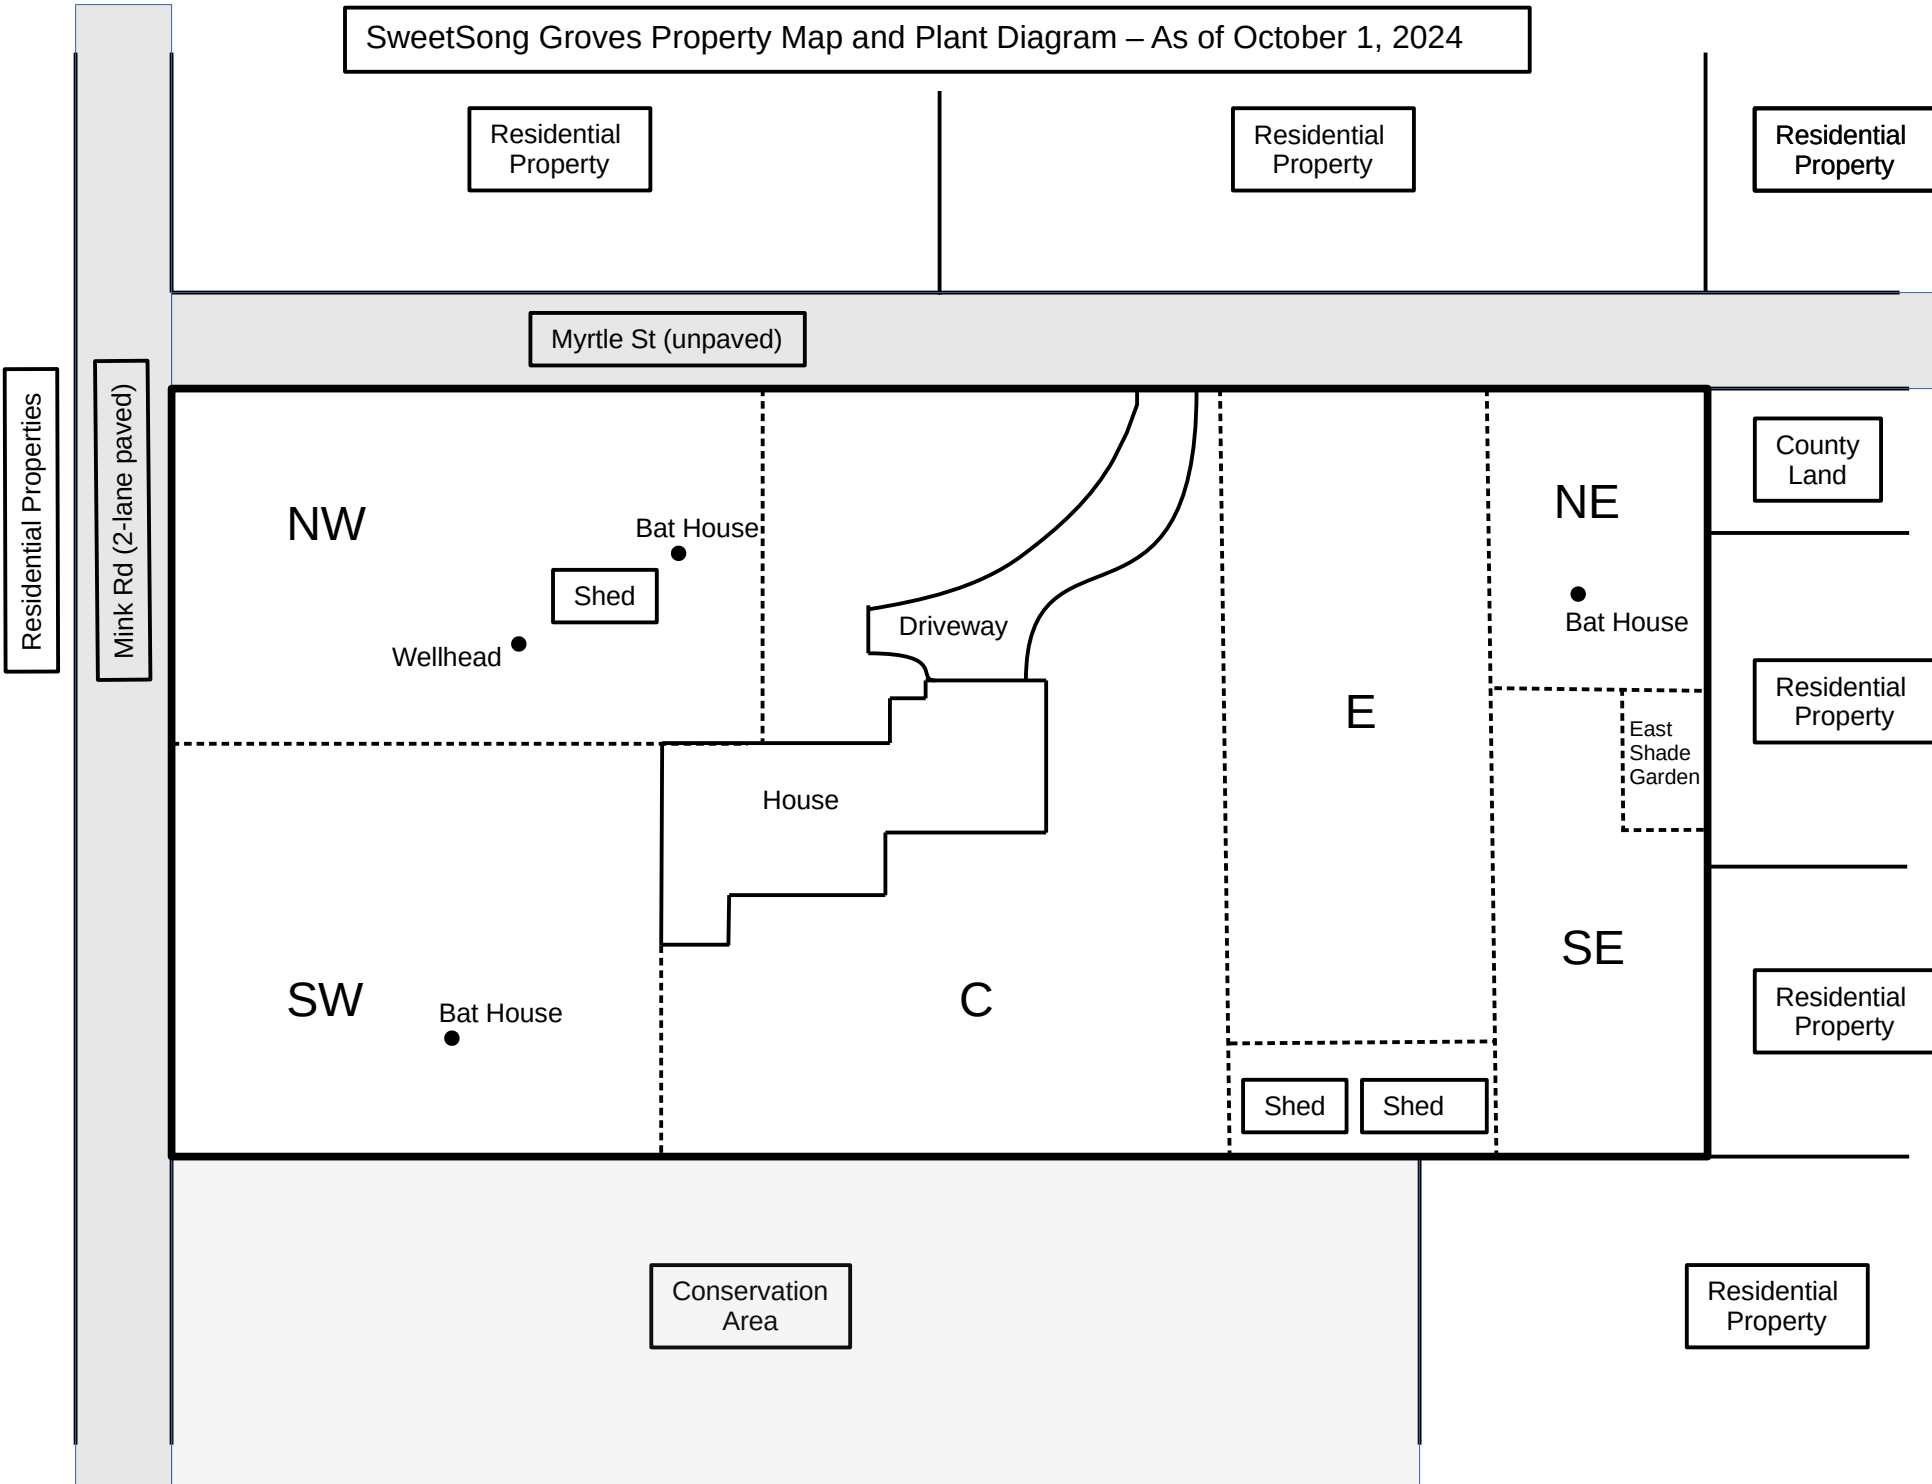 SweetSong Groves Property Map and Plant Diagram – As of October 1, 2024
Residential
Property
Residential
Property
Residential
Property
Myrtle St (unpaved)
Residential Properties
Mink Rd (2-lane paved)
County
Land
NW
NE
Bat House
Shed
Bat House
Wellhead
Driveway
Residential
Property
E
East
Shade
Garden
House
SE
SW
Bat House
C
Residential
Property
Shed
Shed
Conservation
Area
Residential
Property